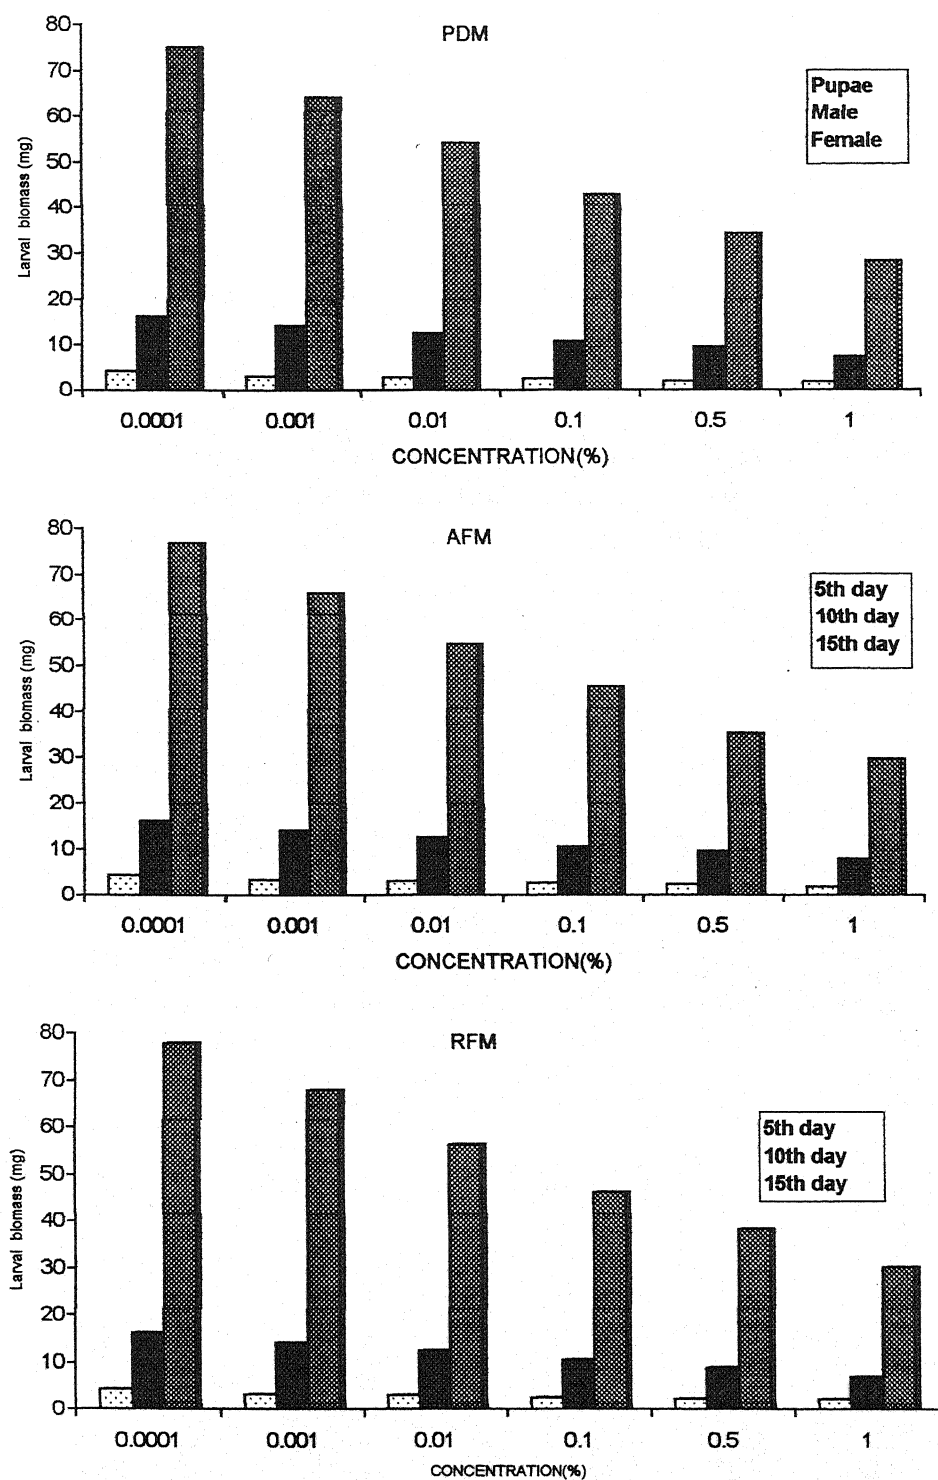 PDM
80
70
60
50
40
30
20
10
0
Larval biomass (mg)
Pupae
Male
Female
0.0001 0.001 0.01 0.1 0.5 1
CONCENTRATION(%)
AFM
80
70
60
50
40
30
20
10
0
Larval biomass (mg)
5th day
10th day
15th day
0.0001 0.001 0.01 0.1 0.5 1
CONCENTRATION(%)
RFM
80
70
60
50
40
30
20
10
0
Larval biomass (mg)
5th day
10th day
15th day
0.0001 0.001 0.01 0.1 0.5 1
CONCENTRATION(%)